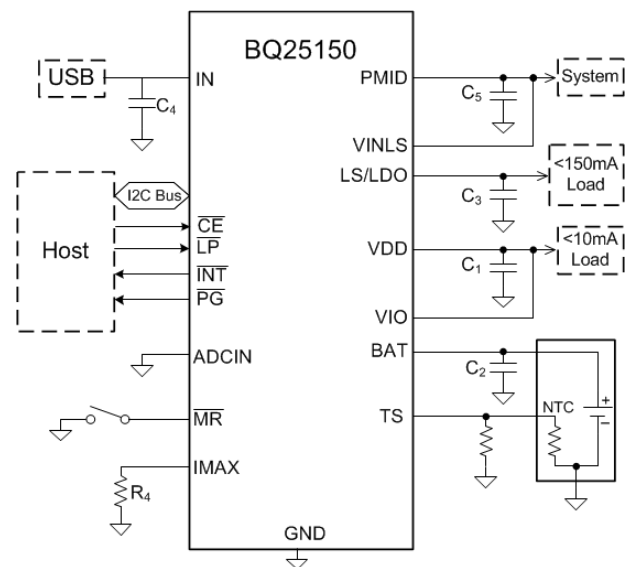 BQ25150
USB
IN
C4
I2C Bus
Host
CE
LP
INT
PG
ADCIN
MR
IMAX
R4
GND
PMID
C5
System
VINLS
LS/LDO
C3
<150mA
Load
VDD
C1
<10mA
Load
VIO
BAT
C2
TS
NTC
+
−